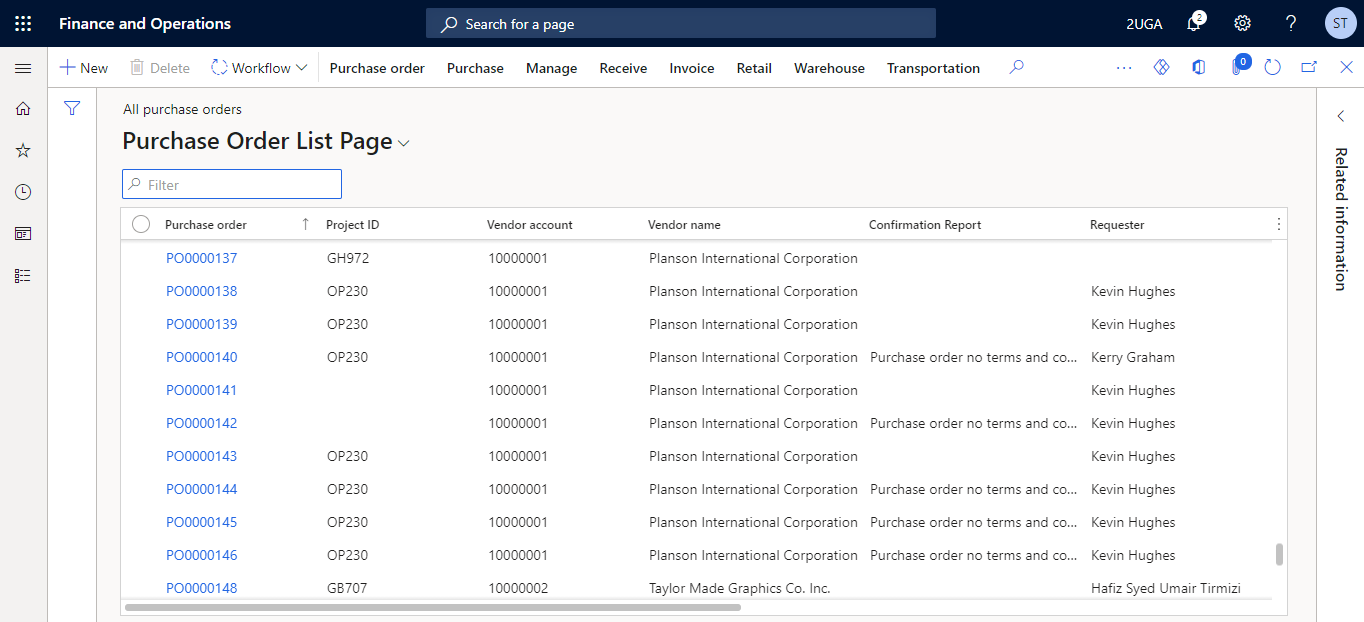 Finance and Operations Search for a page 2UGA 2 ST
New Delete Workflow Purchase order Purchase Manage Receive Invoice Retail Warehouse Transportation 0
All purchase orders
Purchase Order List Page
Filter
Purchase order Project ID Vendor account Vendor name Confirmation Report Requester
PO0000137 GH972 10000001 Planson International Corporation
PO0000138 OP230 10000001 Planson International Corporation Kevin Hughes
PO0000139 OP230 10000001 Planson International Corporation Kevin Hughes
PO0000140 OP230 10000001 Planson International Corporation Purchase order no terms and co... Kerry Graham
PO0000141 10000001 Planson International Corporation Kevin Hughes
PO0000142 10000001 Planson International Corporation Purchase order no terms and co... Kevin Hughes
PO0000143 OP230 10000001 Planson International Corporation Kevin Hughes
PO0000144 OP230 10000001 Planson International Corporation Purchase order no terms and co... Kevin Hughes
PO0000145 OP230 10000001 Planson International Corporation Purchase order no terms and co... Kevin Hughes
PO0000146 OP230 10000001 Planson International Corporation Purchase order no terms and co... Kevin Hughes
PO0000148 GB707 10000002 Taylor Made Graphics Co. Inc. Hafiz Syed Umair Tirmizi
Related information